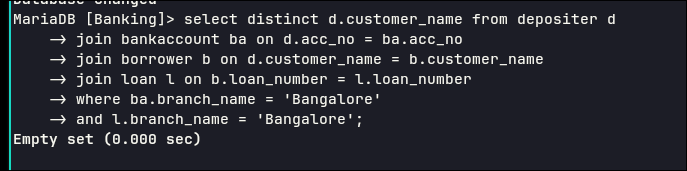 Database changed
MariaDB [Banking]> select distinct d.customer_name from depositer d
    -> join bankaccount ba on d.acc_no = ba.acc_no
    -> join borrower b on d.customer_name = b.customer_name
    -> join loan l on b.loan_number = l.loan_number
    -> where ba.branch_name = 'Bangalore'
    -> and l.branch_name = 'Bangalore';
Empty set (0.000 sec)